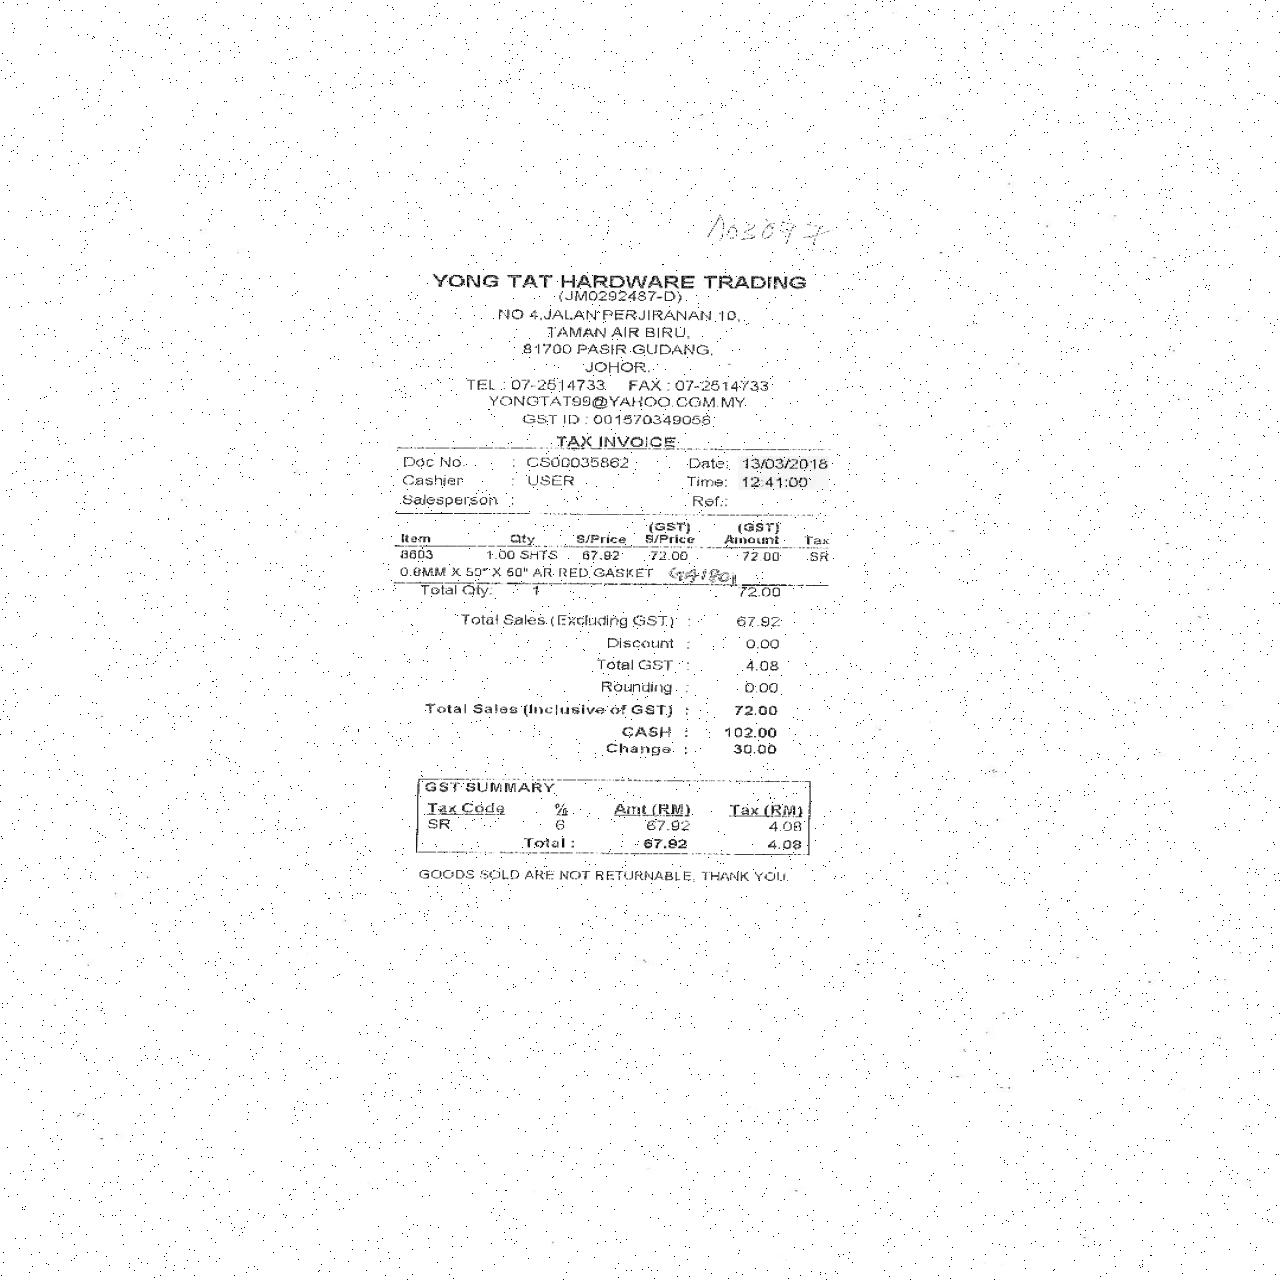 YONG TAT HARDWARE TRADING
(JM0292487-D)
NO 4,JALAN PERJIRANAN 10,
TAMAN AIR BIRU,
81700 PASIR GUDANG,
JOHOR.
TEL : 07-2514733 FAX : 07-2514733
YONGTAT99@YAHOO.COM.MY
GST ID : 001570349056
TAX INVOICE
Doc No. : CS00035862 Date: 13/03/2018
Cashier : USER Time: 12:41:00
Salesperson : Ref.:
(GST) (GST)
Item Qty S/Price S/Price Amount Tax
8603 1.00 SHTS 67.92 72.00 72.00 SR
0.8MM X 50" X 60" AR RED GASKET
Total Qty: 1 72.00
Total Sales (Excluding GST) : 67.92
Discount : 0.00
Total GST : 4.08
Rounding : 0.00
Total Sales (Inclusive of GST) : 72.00
CASH : 102.00
Change : 30.00
GST SUMMARY
Tax Code % Amt (RM) Tax (RM)
SR 6 67.92 4.08
Total : 67.92 4.08
GOODS SOLD ARE NOT RETURNABLE, THANK YOU.